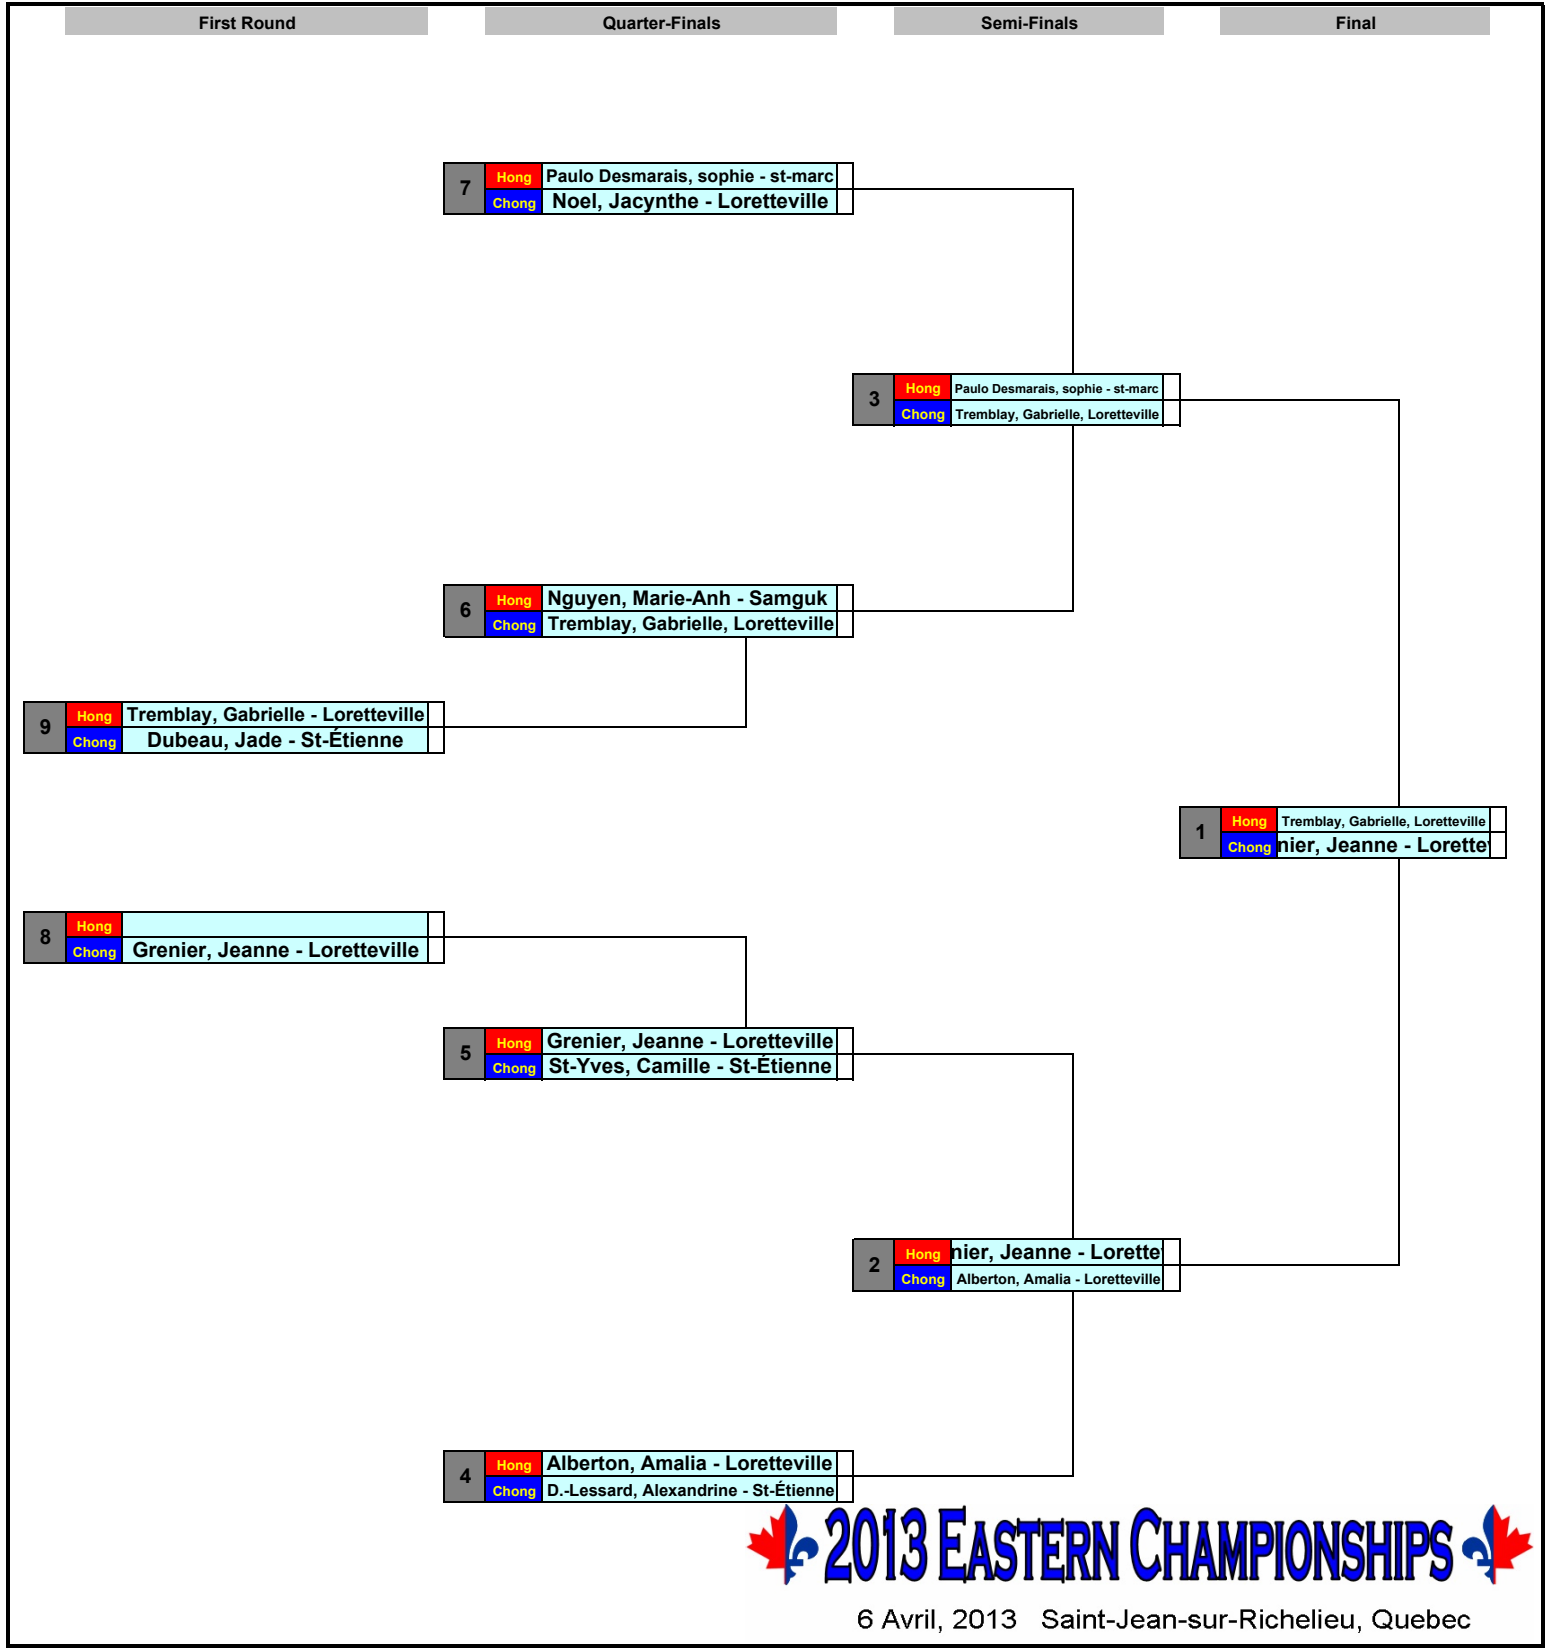 First Round Quarter-Finals Semi-Finals Final
7 Hong Paulo Desmarais, sophie - st-marc
Chong Noel, Jacynthe - Loretteville
3 Hong Paulo Desmarais, sophie - st-marc
Chong Tremblay, Gabrielle, Loretteville
6 Hong Nguyen, Marie-Anh - Samguk
Chong Tremblay, Gabrielle, Loretteville
9 Hong Tremblay, Gabrielle - Loretteville
Chong Dubeau, Jade - St-Étienne
1 Hong Tremblay, Gabrielle, Loretteville
Chong nier, Jeanne - Lorette
8 Hong
Chong Grenier, Jeanne - Loretteville
5 Hong Grenier, Jeanne - Loretteville
Chong St-Yves, Camille - St-Étienne
2 Hong nier, Jeanne - Lorette
Chong Alberton, Amalia - Loretteville
4 Hong Alberton, Amalia - Loretteville
Chong D.-Lessard, Alexandrine - St-Étienne
2013 EASTERN CHAMPIONSHIPS
6 Avril, 2013 Saint-Jean-sur-Richelieu, Quebec